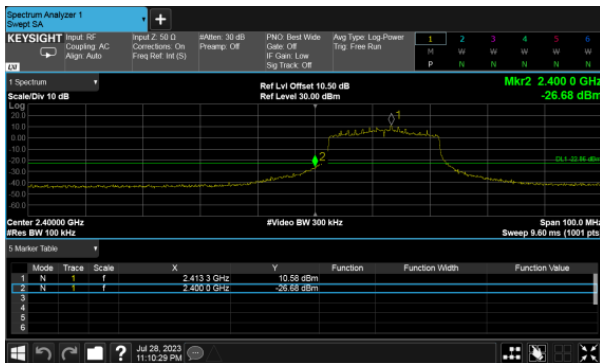 Spectrum Analyzer 1
Swept SA
+
KEYSIGHT Input: RF Input Z: 50 Ω #Atten: 30 dB PNO: Best Wide Avg Type: Log-Power 1 2 3 4 5 6
Coupling: AC Corrections: On Preamp: Off Gate: Off Trig: Free Run M W W W W W
Align: Auto Freq Ref: Int (S) IF Gain: Low
Sig Track: Off P N N N N N
LXI
1 Spectrum Ref Lvl Offset 10.50 dB Mkr2 2.400 0 GHz
Scale/Div 10 dB Ref Level 30.00 dBm -26.68 dBm
Log
20.0
10.0
0.00
-10.0
-20.0
-30.0
-40.0
-50.0
-60.0
1
2
Center 2.40000 GHz #Video BW 300 kHz Span 100.0 MHz
#Res BW 100 kHz Sweep 9.60 ms (1001 pts)
5 Marker Table
Mode Trace Scale X Y Function Function Width Function Value
1 N 1 f 2.413 3 GHz 10.58 dBm
2 N 1 f 2.400 0 GHz -26.68 dBm
3
4
5
6
? Jul 28, 2023
11:10:29 PM